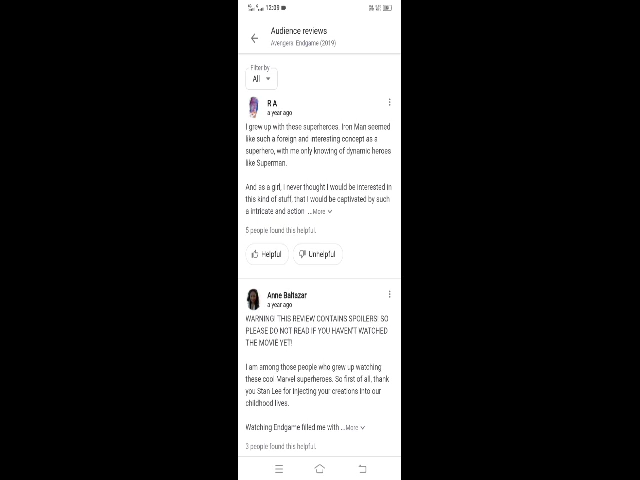 12:09
Audience reviews
Avengers: Endgame (2019)
Filter by
All
R A
a year ago
I grew up with these superheroes. Iron Man seemed
like such a foreign and interesting concept as a
superhero, with me only knowing of dynamic heroes
like Superman.
And as a girl, I never thought I would be interested in
this kind of stuff, that I would be captivated by such
a intricate and action ...More
5 people found this helpful.
Helpful
Unhelpful
Anne Baltazar
a year ago
WARNING! THIS REVIEW CONTAINS SPOILERS! SO
PLEASE DO NOT READ IF YOU HAVEN'T WATCHED
THE MOVIE YET!
I am among those people who grew up watching
these cool Marvel superheroes. So first of all, thank
you Stan Lee for injecting your creations into our
childhood lives.
Watching Endgame filled me with ...More
3 people found this helpful.